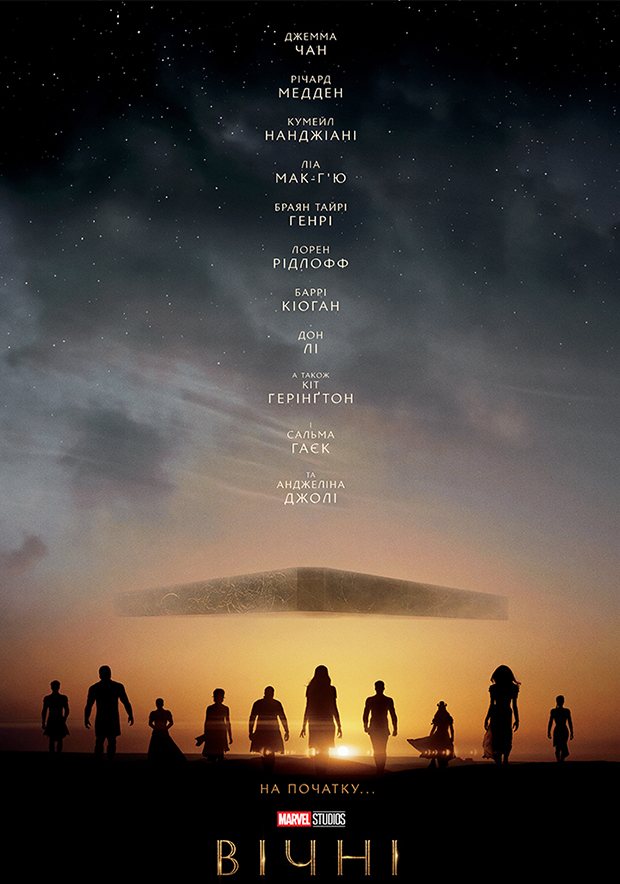 ДЖЕММА
ЧАН
РІЧАРД
МЕДДЕН
КУМЕЙЛ
НАНДЖІАНІ
ЛІА
МАК-Г'Ю
БРАЯН ТАЙРІ
ГЕНРІ
ЛОРЕН
РІДЛОФФ
БАРРІ
КІОГАН
ДОН
ЛІ
А ТАКОЖ
КІТ
ГЕРІНҐТОН
І
САЛЬМА
ГАЄК
ТА
АНДЖЕЛІНА
ДЖОЛІ
НА ПОЧАТКУ...
MARVEL STUDIOS
ВІЧНІ